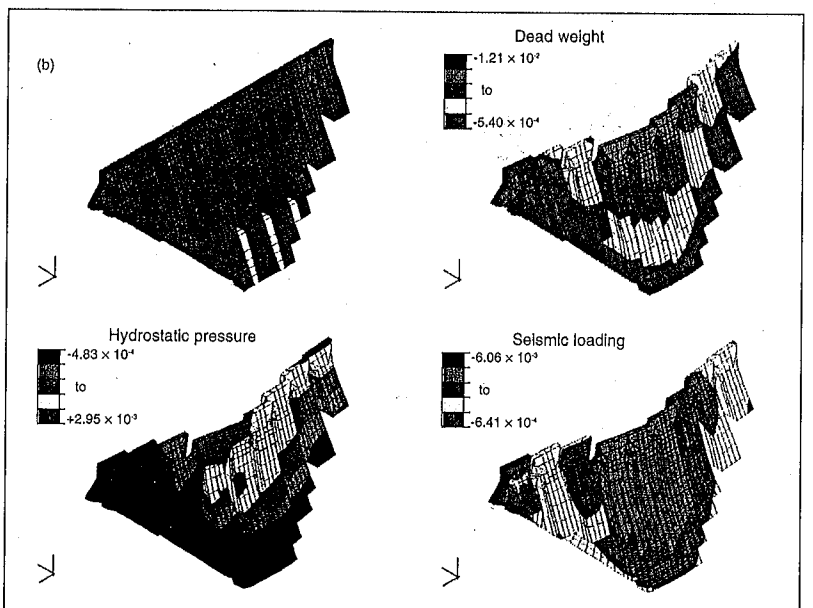 (b)
Dead weight
-1.21 × 10⁻²
to
-5.40 × 10⁻⁴
Hydrostatic pressure
-4.83 × 10⁻⁴
to
+2.95 × 10⁻³
Seismic loading
-6.06 × 10⁻³
to
-6.41 × 10⁻⁴